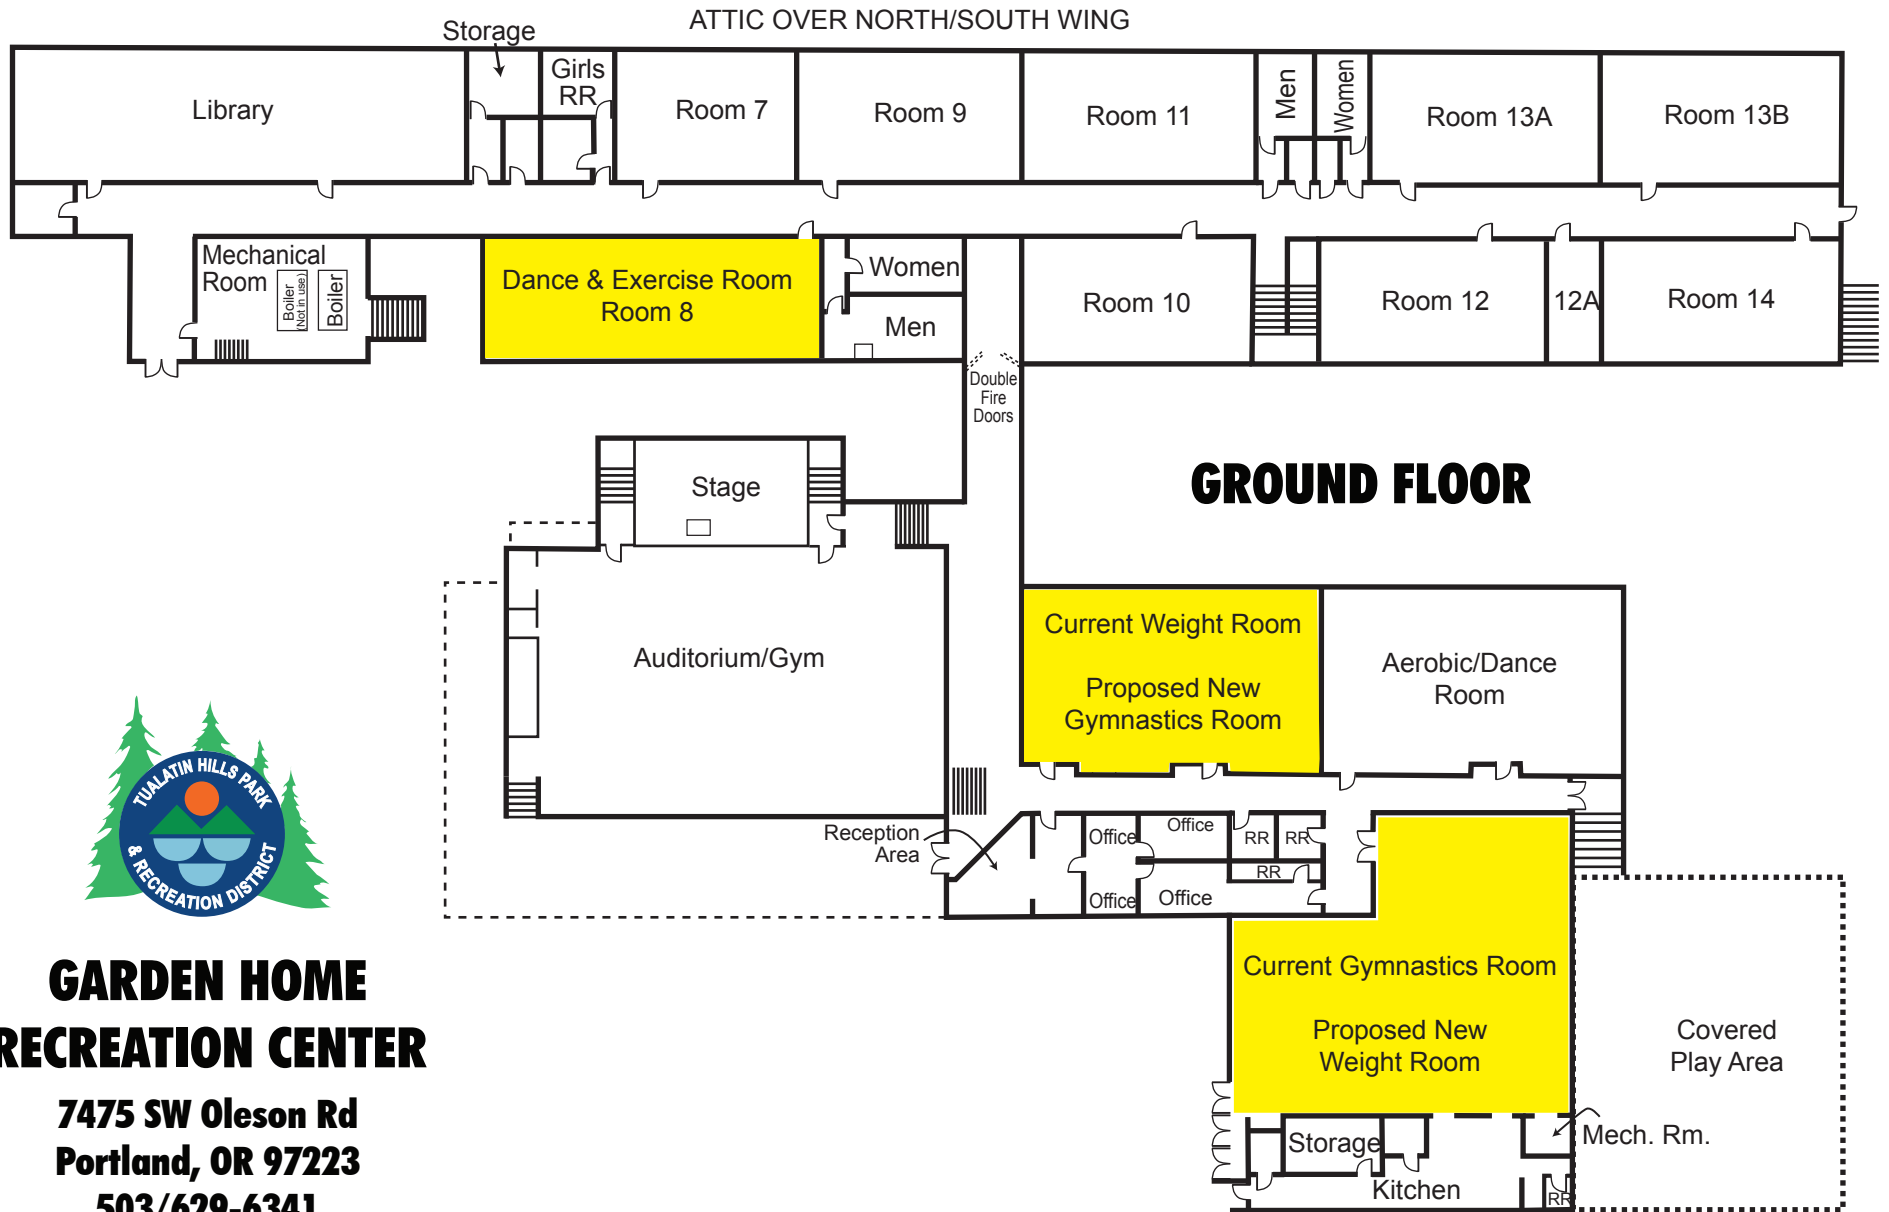 ATTIC OVER NORTH/SOUTH WING
Storage
Library
Girls
RR
Room 7
Room 9
Room 11
Men
Women
Room 13A
Room 13B
Mechanical
Room
Boiler
(Not in use)
Boiler
Dance & Exercise Room
Room 8
Women
Men
Room 10
Room 12
12A
Room 14
Double
Fire
Doors
Stage
GROUND FLOOR
Auditorium/Gym
Current Weight Room
Proposed New
Gymnastics Room
Aerobic/Dance
Room
Reception
Area
Office
Office
RR
RR
RR
Office
Office
Current Gymnastics Room
Proposed New
Weight Room
Covered
Play Area
Storage
Mech. Rm.
Kitchen
RR
TUALATIN HILLS PARK
& RECREATION DISTRICT
GARDEN HOME
RECREATION CENTER
7475 SW Oleson Rd
Portland, OR 97223
503/629-6341